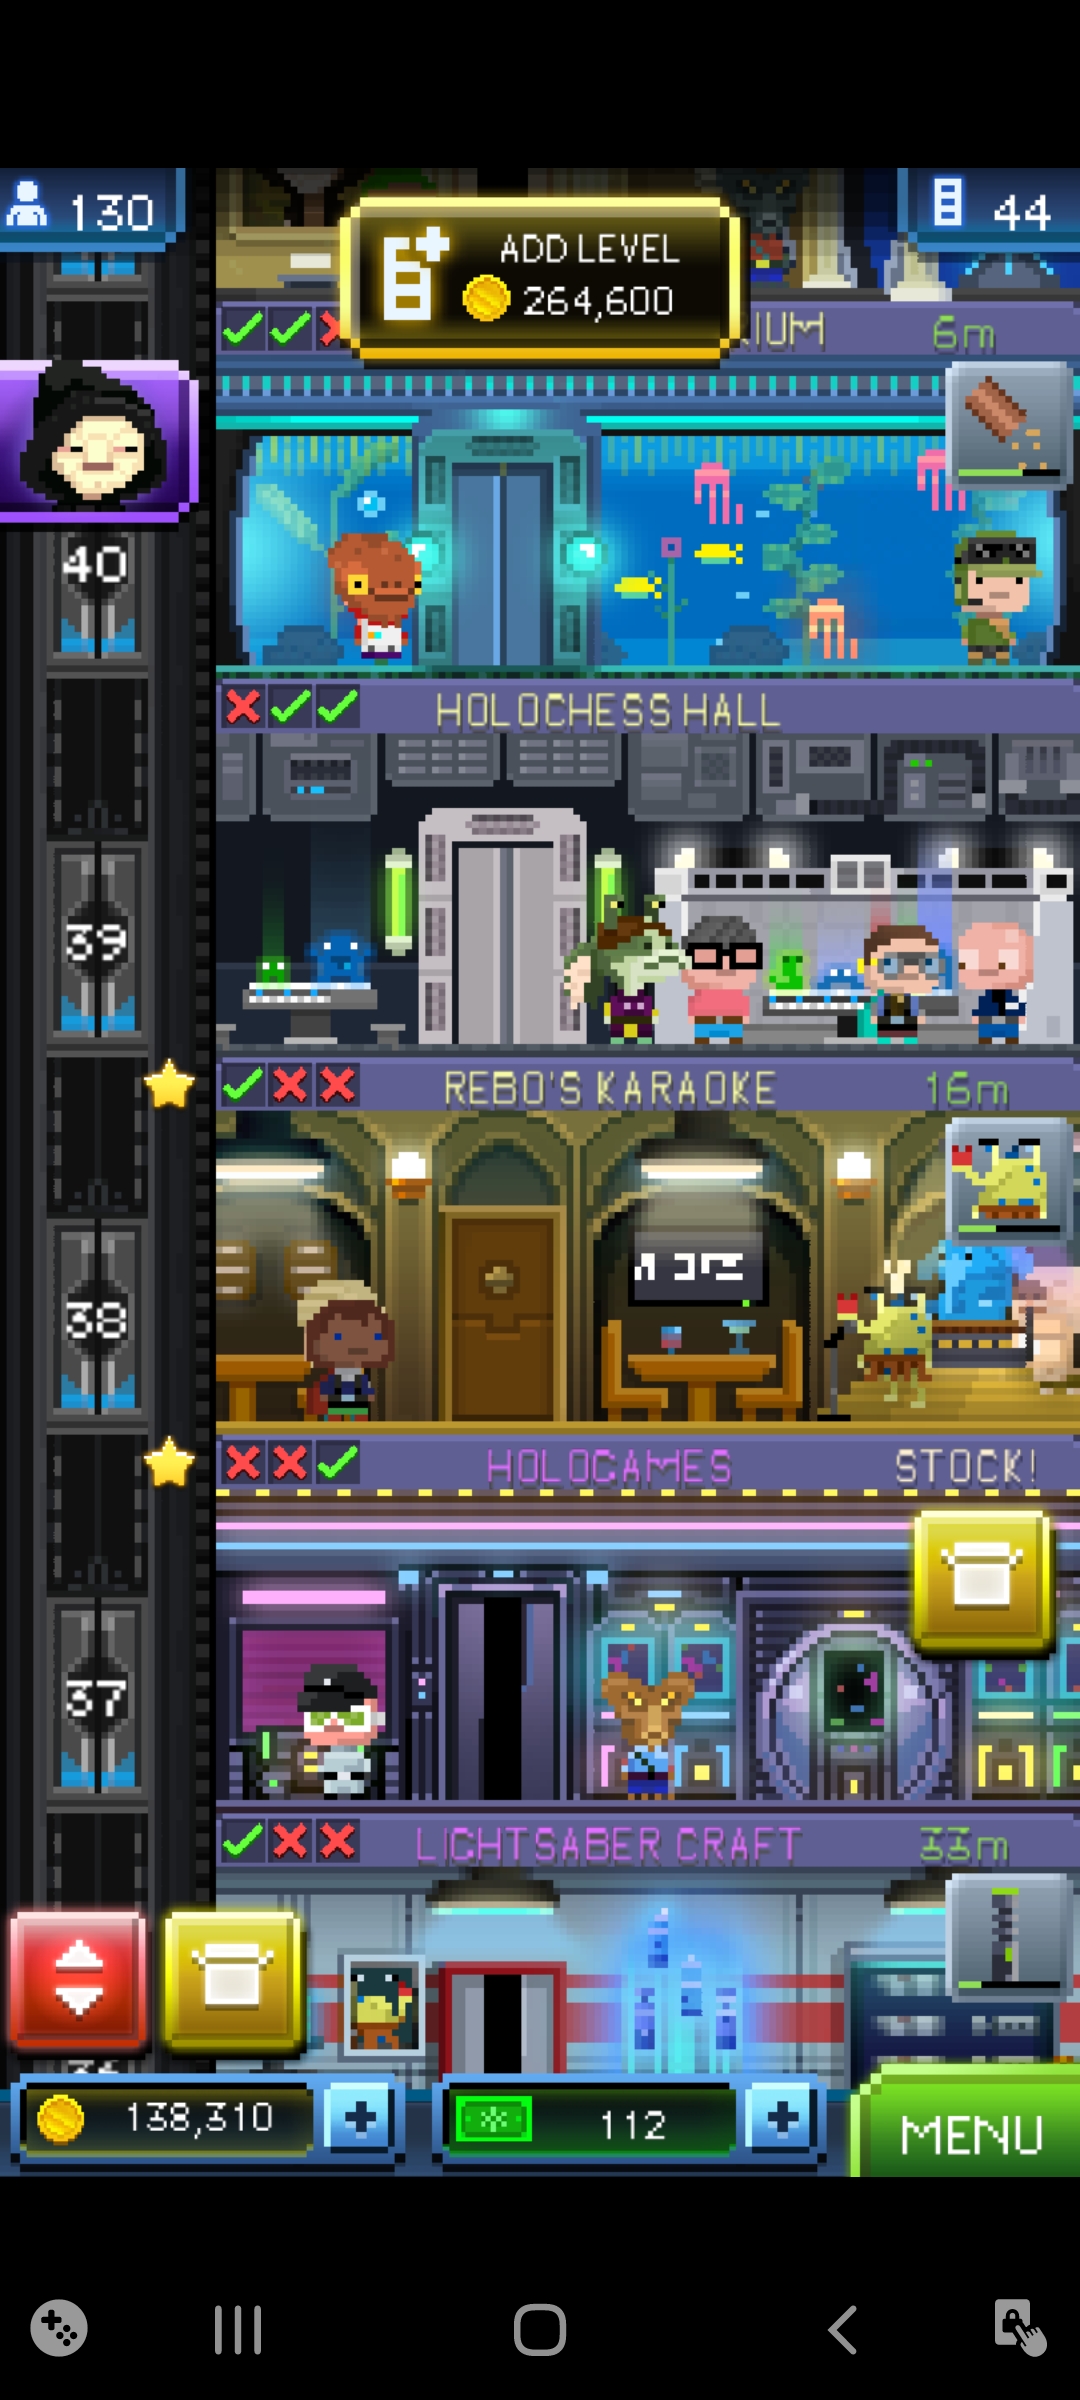 130
ADD LEVEL
264,600
44
6m
40
HOLOCHESS HALL
39
REBO'S KARAOKE
16m
38
HOLOGAMES
STOCK!
37
LIGHTSABER CRAFT
33m
138,310
112
MENU